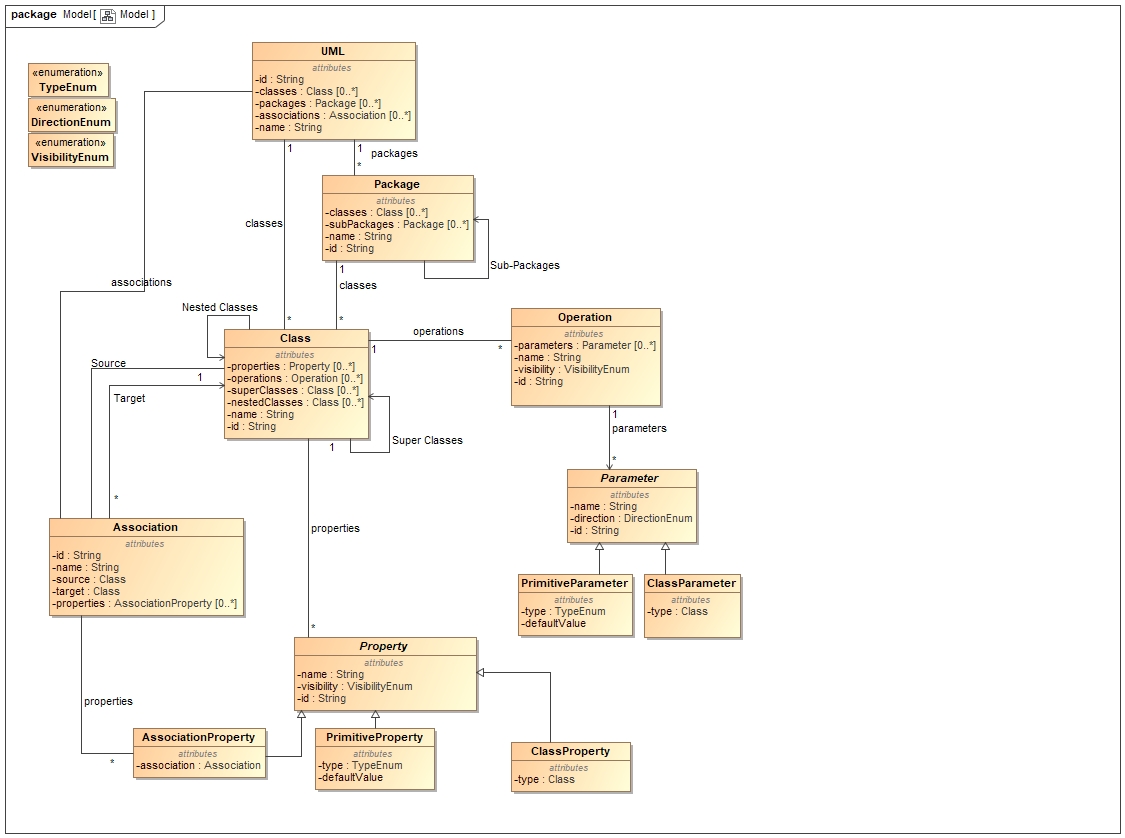 package Model[ Model ]
«enumeration»
TypeEnum
«enumeration»
DirectionEnum
«enumeration»
VisibilityEnum
UML
attributes
-id : String
-classes : Class [0..*]
-packages : Package [0..*]
-associations : Association [0..*]
-name : String
1
1
packages
*
Package
attributes
-classes : Class [0..*]
-subPackages : Package [0..*]
-name : String
-id : String
classes
Sub-Packages
1
classes
associations
Nested Classes
*
*
Class
attributes
-properties : Property [0..*]
-operations : Operation [0..*]
-superClasses : Class [0..*]
-nestedClasses : Class [0..*]
-name : String
-id : String
operations
1
*
Operation
attributes
-parameters : Parameter [0..*]
-name : String
-visibility : VisibilityEnum
-id : String
Source
1
Target
1
Super Classes
1
parameters
*
Parameter
attributes
-name : String
-direction : DirectionEnum
-id : String
*
Association
attributes
-id : String
-name : String
-source : Class
-target : Class
-properties : AssociationProperty [0..*]
properties
PrimitiveParameter
attributes
-type : TypeEnum
-defaultValue
ClassParameter
attributes
-type : Class
*
Property
attributes
-name : String
-visibility : VisibilityEnum
-id : String
properties
*
AssociationProperty
attributes
-association : Association
PrimitiveProperty
attributes
-type : TypeEnum
-defaultValue
ClassProperty
attributes
-type : Class